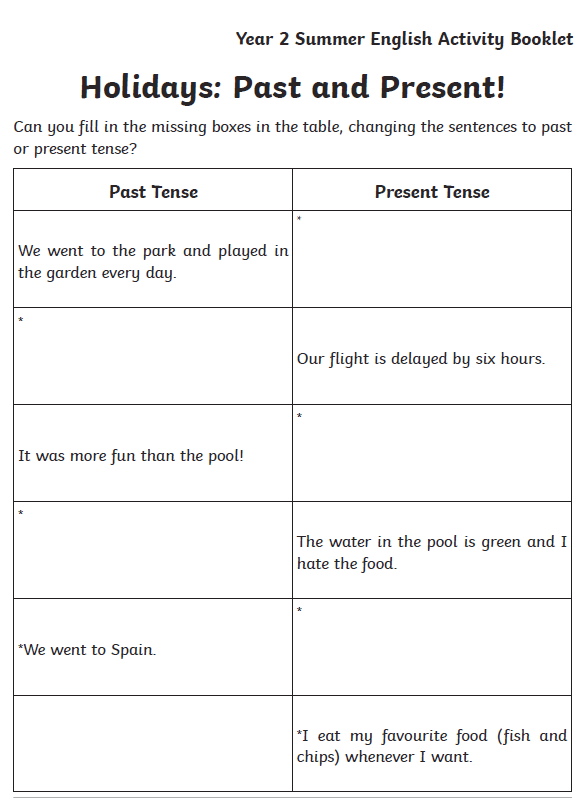 Year 2 Summer English Activity Booklet
Holidays: Past and Present!
Can you fill in the missing boxes in the table, changing the sentences to past
or present tense?
Past Tense
Present Tense
We went to the park and played in
the garden every day.
*
*
Our flight is delayed by six hours.
It was more fun than the pool!
*
*
The water in the pool is green and I
hate the food.
*We went to Spain.
*
*I eat my favourite food (fish and
chips) whenever I want.